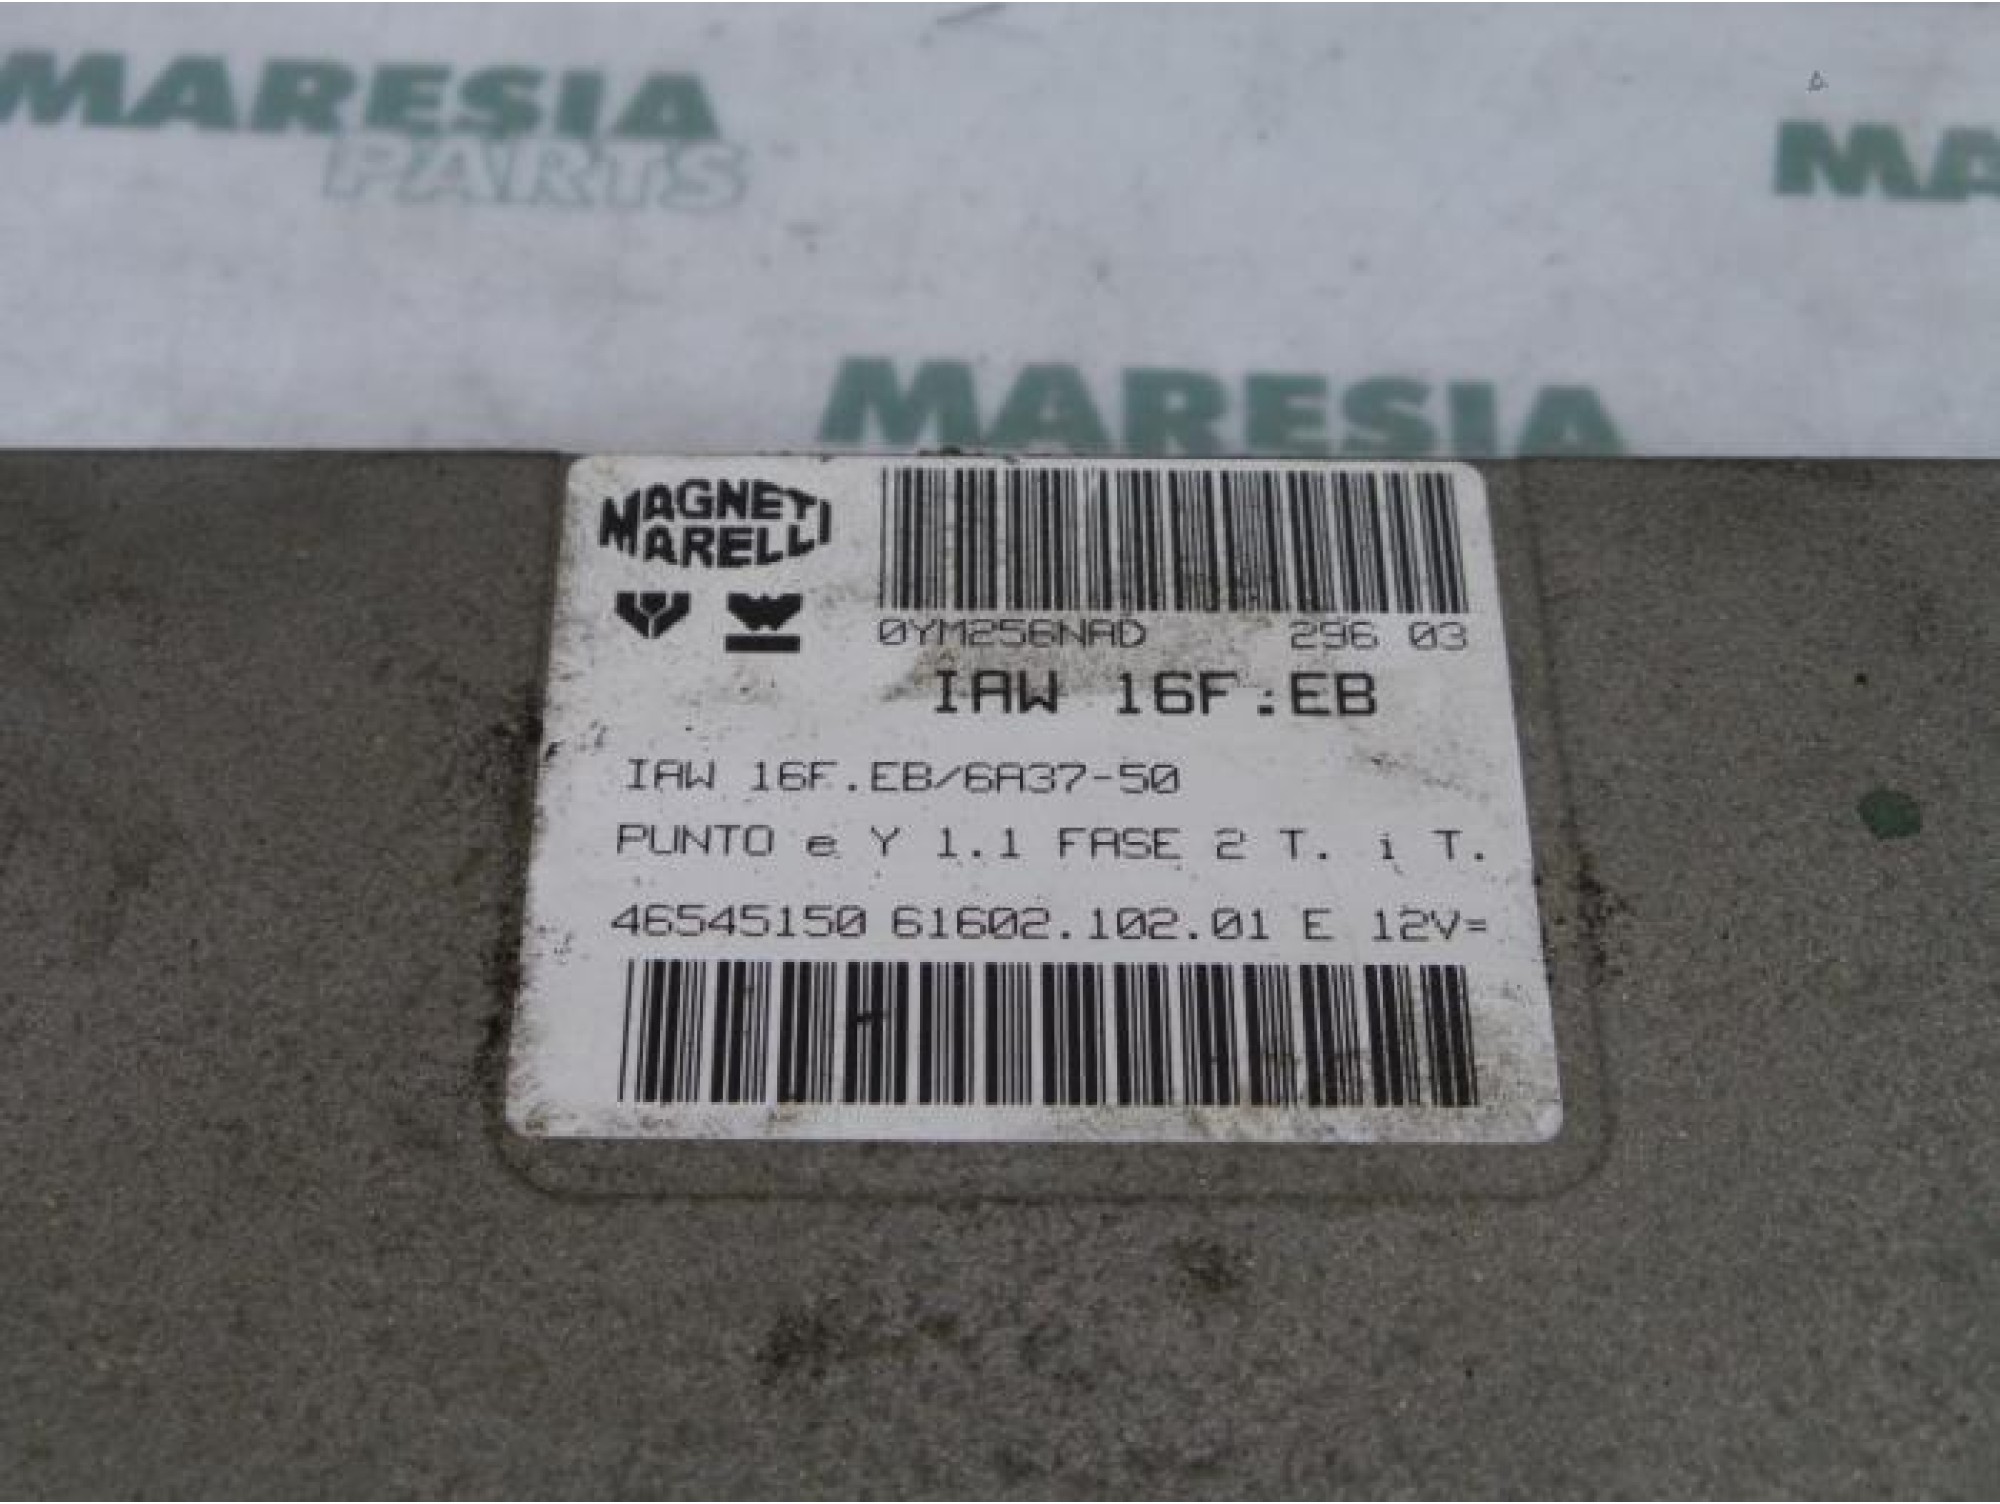 MARESIA
PARTS
MA
MARESIA
MAGNETI
MARELLI
0YM256NAD 296 03
IAW 16F.EB
IAW 16F.EB/6A37-50
PUNTO e Y 1.1 FASE 2 T. i T.
46545150 61602.102.01 E 12V=